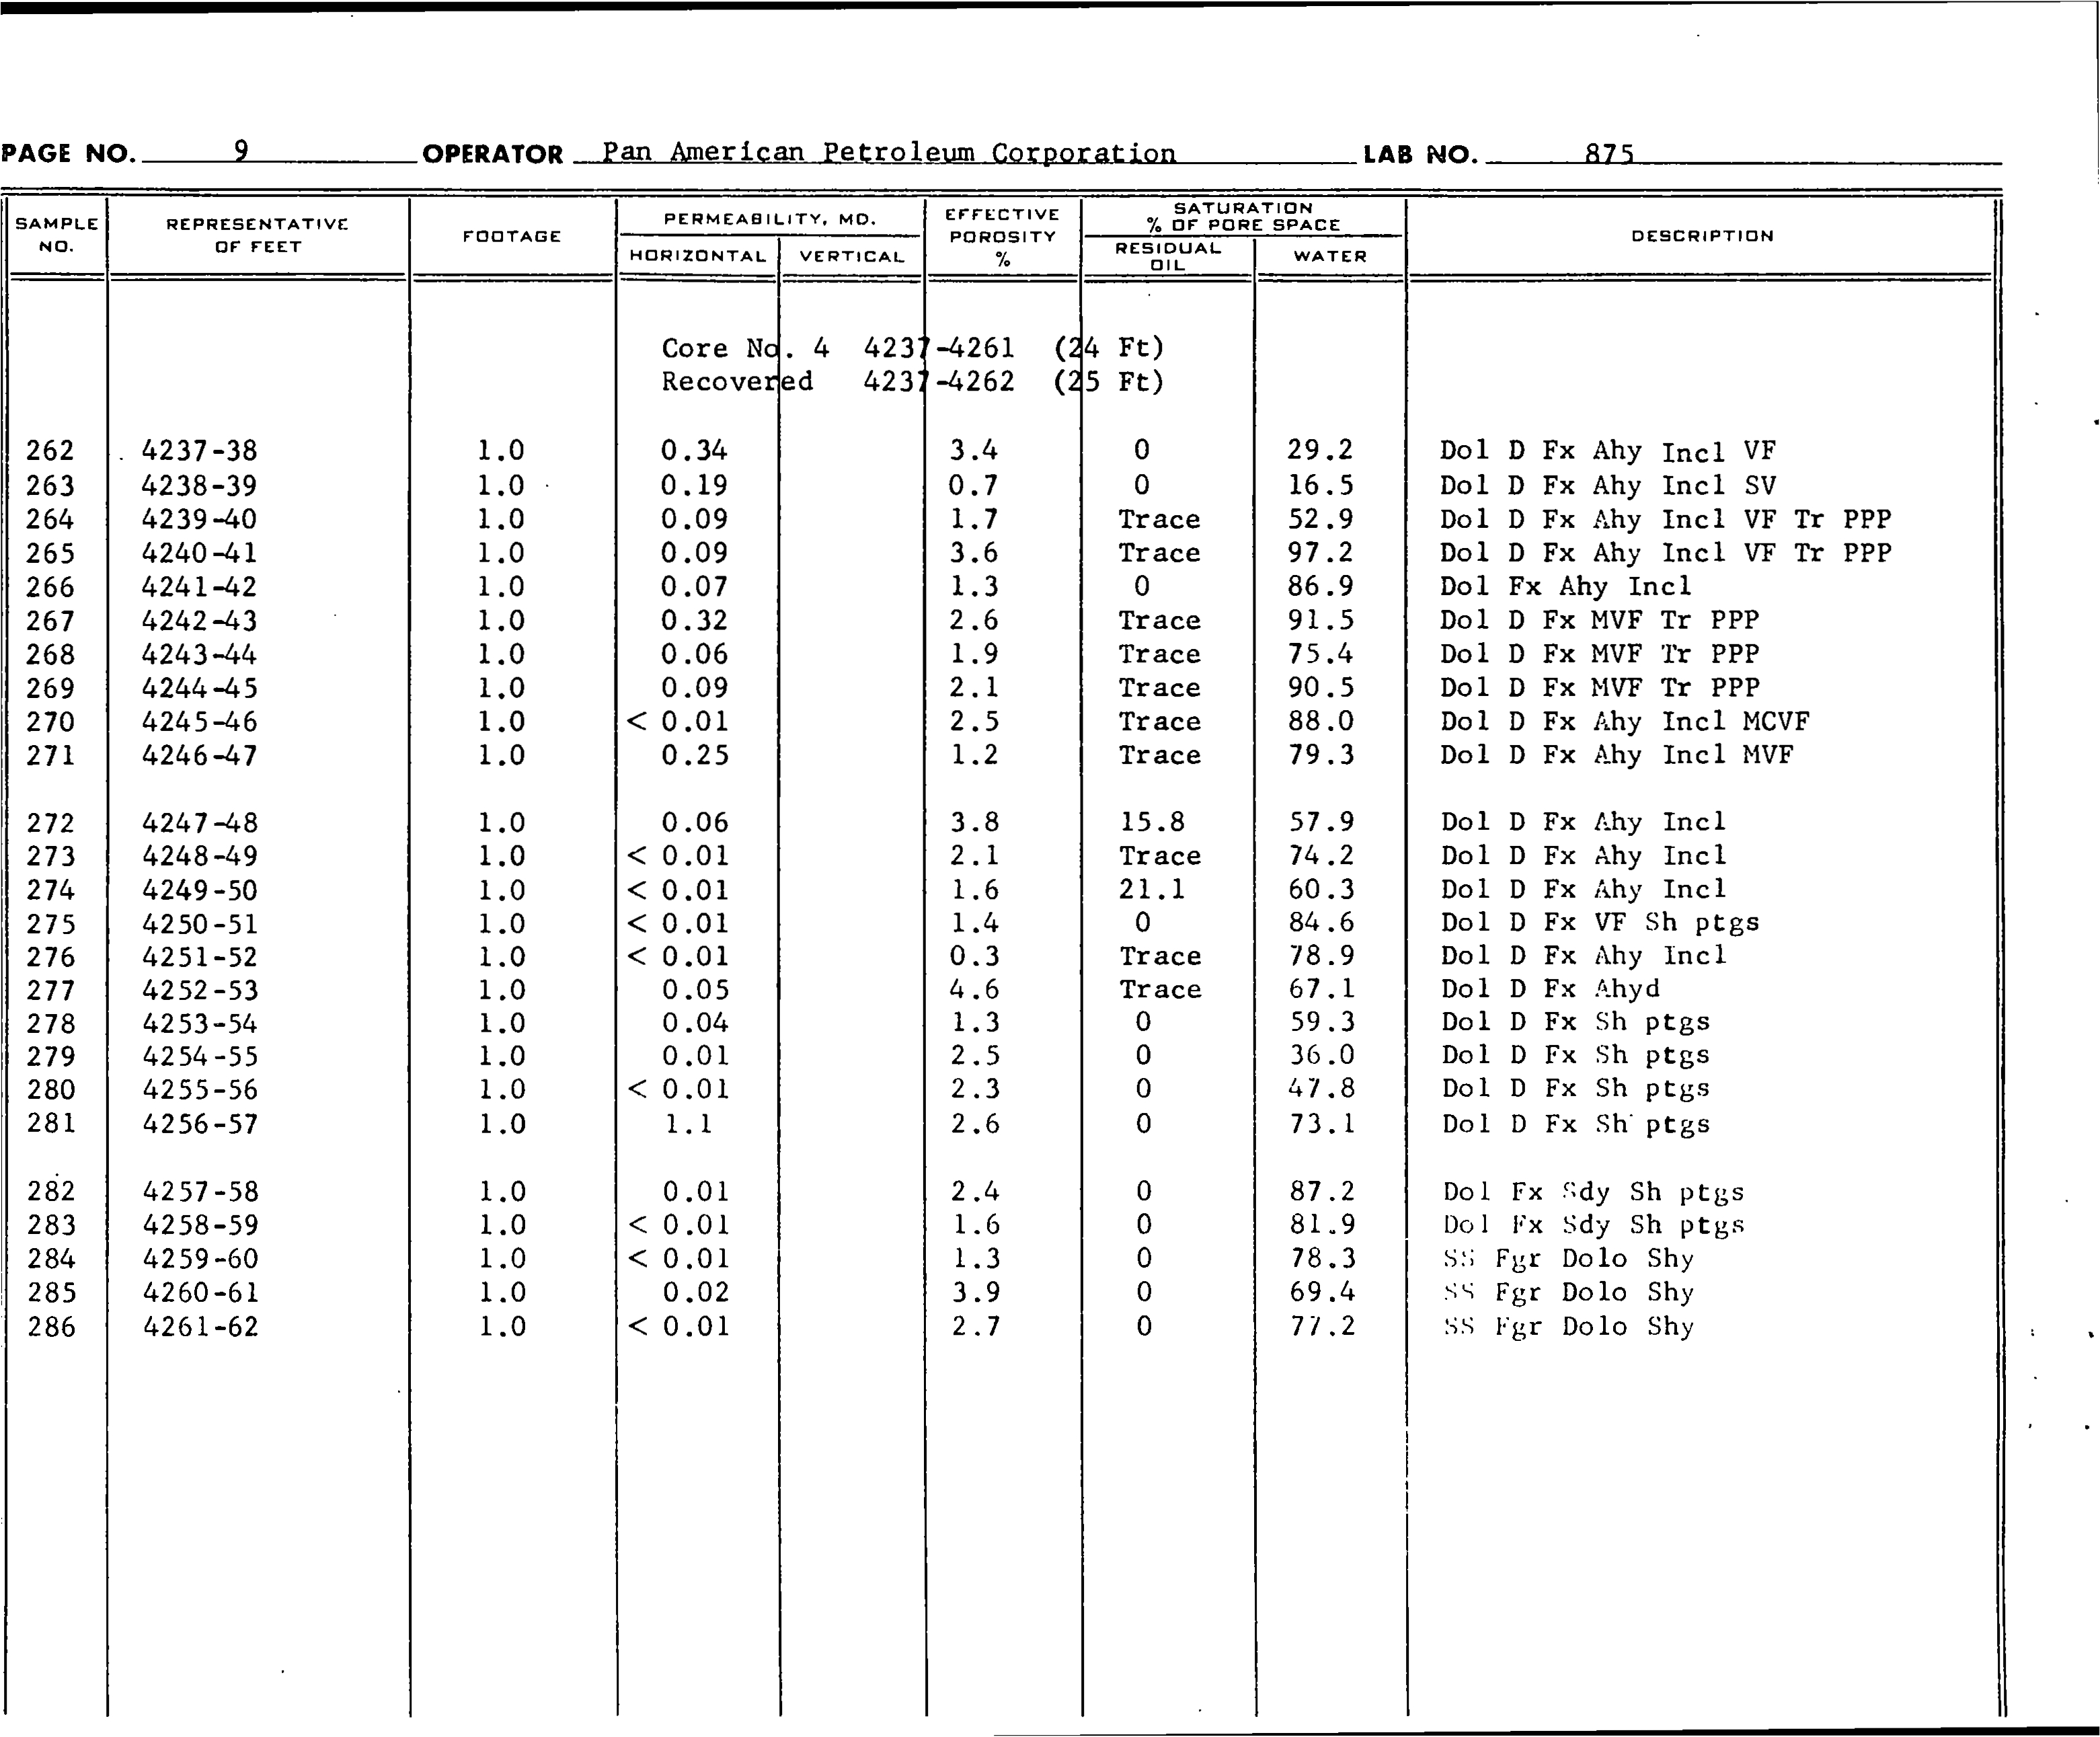 PAGE NO. 9 OPERATOR Pan American Petroleum Corporation LAB NO. 875
SAMPLE NO. REPRESENTATIVE OF FEET FOOTAGE PERMEABILITY, MD. HORIZONTAL VERTICAL EFFECTIVE POROSITY % SATURATION % OF PORE SPACE RESIDUAL OIL WATER DESCRIPTION
Core No. 4 4237-4261 (24 Ft)
Recovered 4237-4262 (25 Ft)
262 4237-38 1.0 0.34 3.4 0 29.2 Dol D Fx Ahy Incl VF
263 4238-39 1.0 0.19 0.7 0 16.5 Dol D Fx Ahy Incl SV
264 4239-40 1.0 0.09 1.7 Trace 52.9 Dol D Fx Ahy Incl VF Tr PPP
265 4240-41 1.0 0.09 3.6 Trace 97.2 Dol D Fx Ahy Incl VF Tr PPP
266 4241-42 1.0 0.07 1.3 0 86.9 Dol Fx Ahy Incl
267 4242-43 1.0 0.32 2.6 Trace 91.5 Dol D Fx MVF Tr PPP
268 4243-44 1.0 0.06 1.9 Trace 75.4 Dol D Fx MVF Tr PPP
269 4244-45 1.0 0.09 2.1 Trace 90.5 Dol D Fx MVF Tr PPP
270 4245-46 1.0 < 0.01 2.5 Trace 88.0 Dol D Fx Ahy Incl MCVF
271 4246-47 1.0 0.25 1.2 Trace 79.3 Dol D Fx Ahy Incl MVF
272 4247-48 1.0 0.06 3.8 15.8 57.9 Dol D Fx Ahy Incl
273 4248-49 1.0 < 0.01 2.1 Trace 74.2 Dol D Fx Ahy Incl
274 4249-50 1.0 < 0.01 1.6 21.1 60.3 Dol D Fx Ahy Incl
275 4250-51 1.0 < 0.01 1.4 0 84.6 Dol D Fx VF Sh ptgs
276 4251-52 1.0 < 0.01 0.3 Trace 78.9 Dol D Fx Ahy Incl
277 4252-53 1.0 0.05 4.6 Trace 67.1 Dol D Fx Ahyd
278 4253-54 1.0 0.04 1.3 0 59.3 Dol D Fx Sh ptgs
279 4254-55 1.0 0.01 2.5 0 36.0 Dol D Fx Sh ptgs
280 4255-56 1.0 < 0.01 2.3 0 47.8 Dol D Fx Sh ptgs
281 4256-57 1.0 1.1 2.6 0 73.1 Dol D Fx Sh ptgs
282 4257-58 1.0 0.01 2.4 0 87.2 Dol Fx Sdy Sh ptgs
283 4258-59 1.0 < 0.01 1.6 0 81.9 Dol Fx Sdy Sh ptgs
284 4259-60 1.0 < 0.01 1.3 0 78.3 SS Fgr Dolo Shy
285 4260-61 1.0 0.02 3.9 0 69.4 SS Fgr Dolo Shy
286 4261-62 1.0 < 0.01 2.7 0 77.2 SS Fgr Dolo Shy